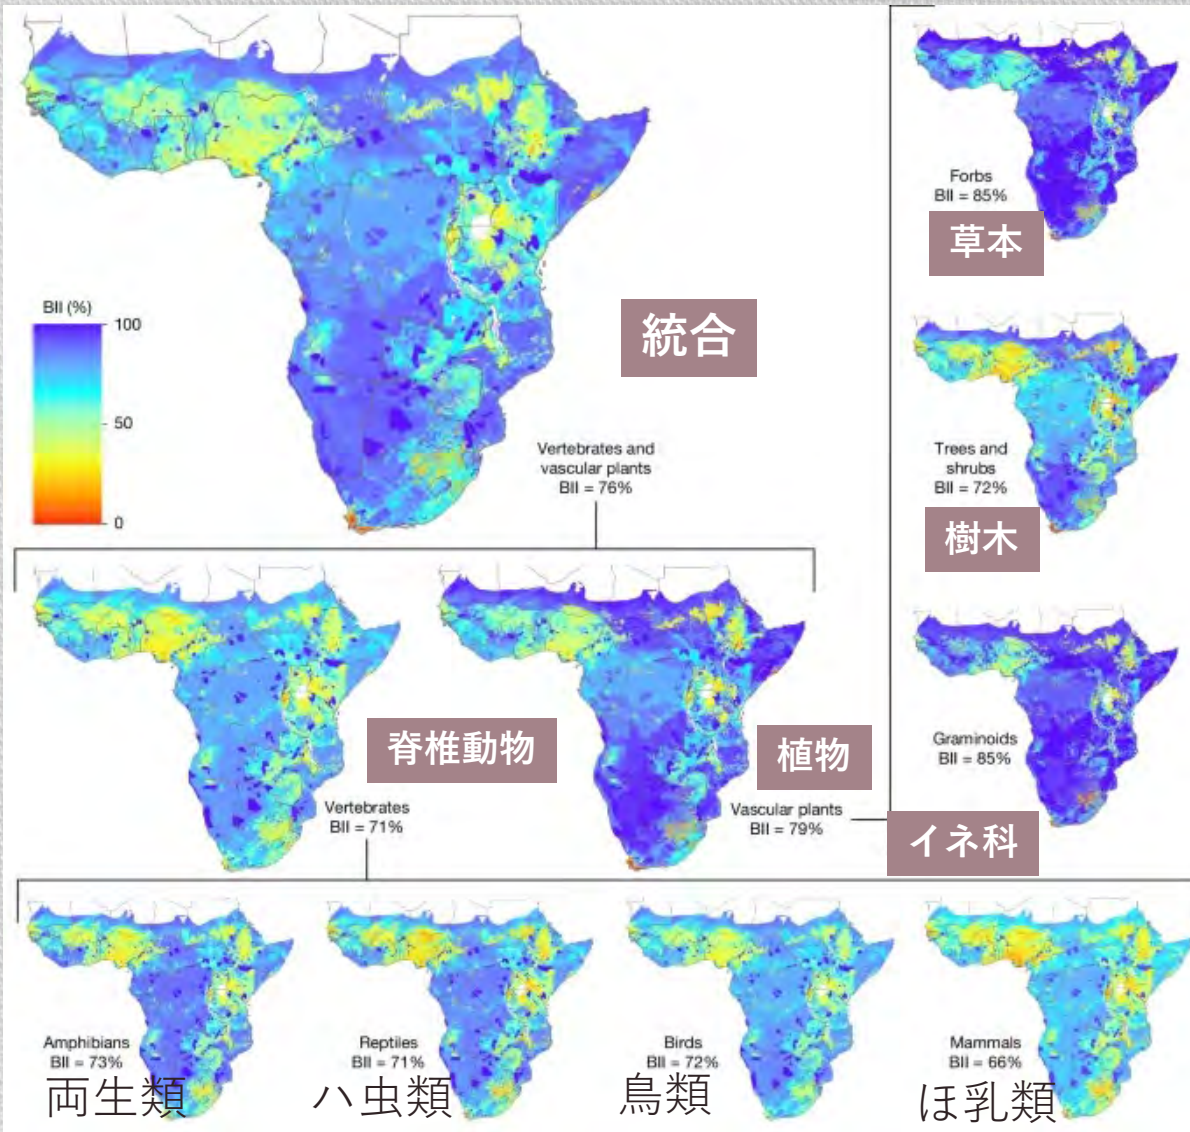 BII (%)
100
50
0
統合
Vertebrates and
vascular plants
BII = 76%
Forbs
BII = 85%
草本
Trees and
shrubs
BII = 72%
樹木
Graminoids
BII = 85%
イネ科
脊椎動物
Vertebrates
BII = 71%
植物
Vascular plants
BII = 79%
Amphibians
BII = 73%
両生類
Reptiles
BII = 71%
ハ虫類
Birds
BII = 72%
鳥類
Mammals
BII = 66%
ほ乳類